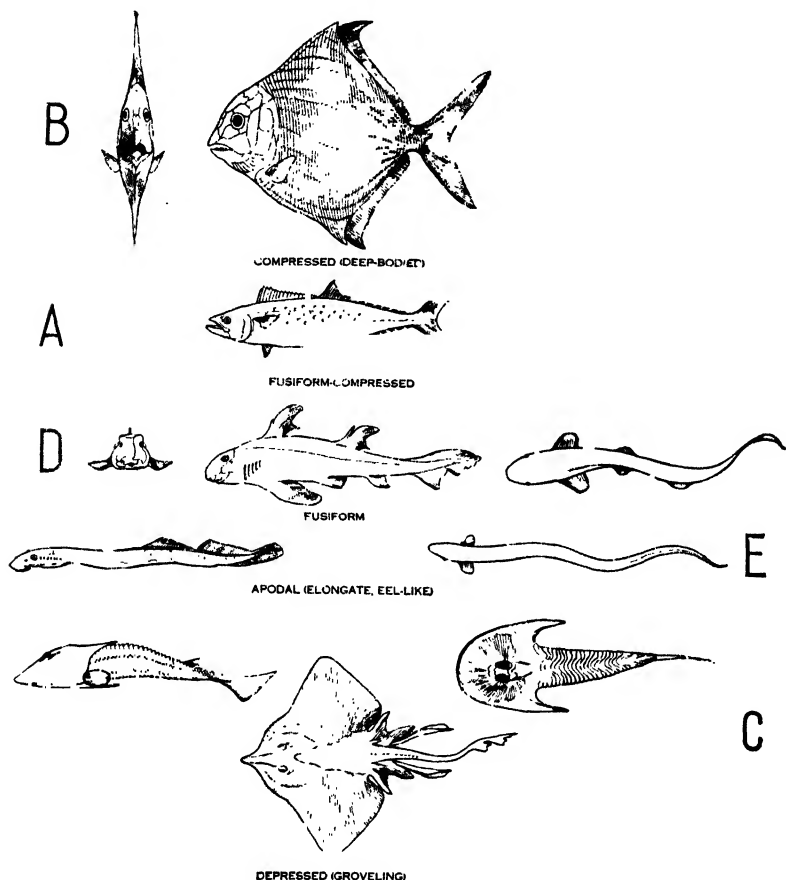 B
COMPRESSED (DEEP-BODIED)
A
FUSIFORM-COMPRESSED
D
FUSIFORM
APODAL (ELONGATE, EEL-LIKE)
E
C
DEPRESSED (GROVELING)